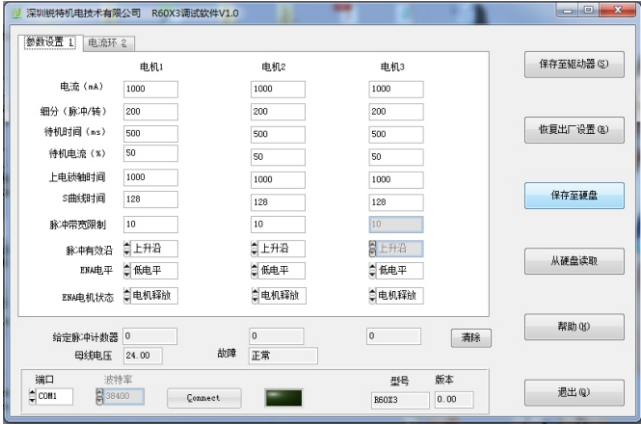 深圳锐特机电技术有限公司 R60X3调试软件V1.0
参数设置 1 电流环 2
电机1 电机2 电机3
电流（mA） 1000 1000 1000
细分（脉冲/转） 200 200 200
待机时间（ms） 500 500 500
待机电流（%） 50 50 50
上电锁轴时间 1000 1000 1000
S曲线时间 128 128 128
脉冲带宽限制 10 10 10
脉冲有效沿 上升沿 上升沿 上升沿
ENA电平 低电平 低电平 低电平
ENA电机状态 电机释放 电机释放 电机释放
给定脉冲计数器 0 0 0 清除
母线电压 24.00 故障 正常
端口 波特率 型号 版本
COM1 38400 Connect R60X3 0.00
保存至驱动器(S)
恢复出厂设置(R)
保存至硬盘
从硬盘读取
帮助(H)
退出(Q)